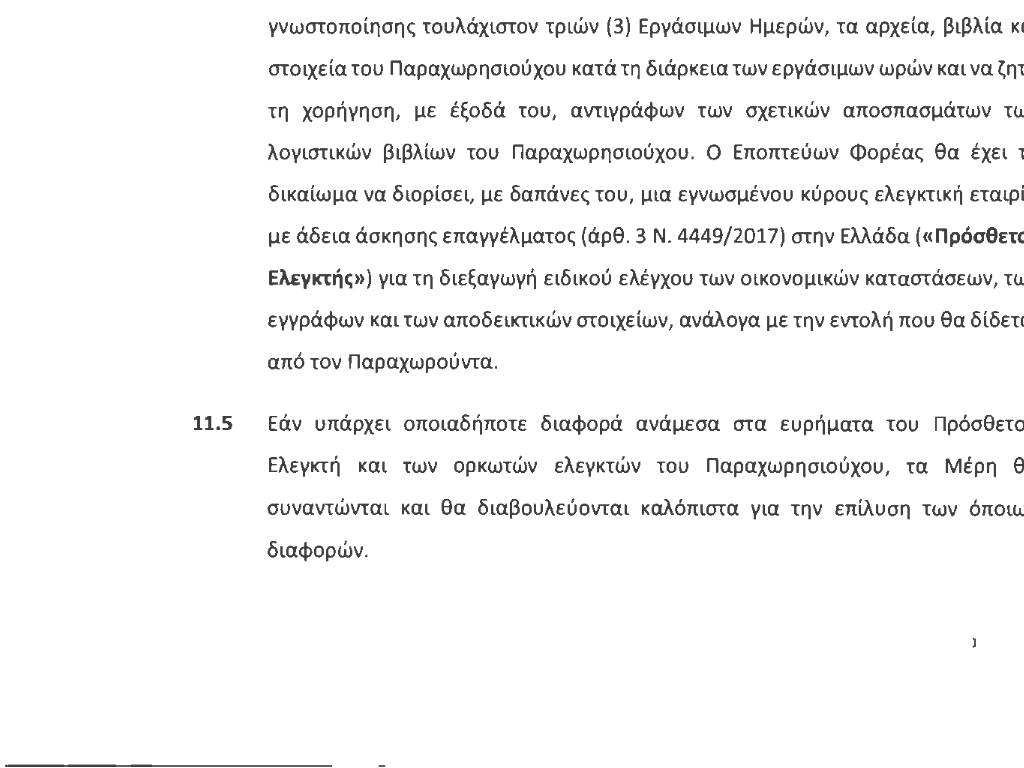 γνωστοποίησης τουλάχιστον τριών (3) Εργάσιμων Ημερών, τα αρχεία, βιβλία κ
στοιχεία του Παραχωρησιούχου κατά τη διάρκεια των εργάσιμων ωρών και να ζητ
τη χορήγηση, με έξοδά του, αντιγράφων των σχετικών αποσπασμάτων τω
λογιστικών βιβλίων του Παραχωρησιούχου. Ο Εποπτεύων Φορέας θα έχει τ
δικαίωμα να διορίσει, με δαπάνες του, μια εγνωσμένου κύρους ελεγκτική εταιρί
με άδεια άσκησης επαγγέλματος (άρθ. 3 Ν. 4449/2017) στην Ελλάδα («Πρόσθετο
Ελεγκτής») για τη διεξαγωγή ειδικού ελέγχου των οικονομικών καταστάσεων, τω
εγγράφων και των αποδεικτικών στοιχείων, ανάλογα με την εντολή που θα δίδετα
από τον Παραχωρούντα.
11.5 Εάν υπάρχει οποιαδήποτε διαφορά ανάμεσα στα ευρήματα του Πρόσθετο
Ελεγκτή και των ορκωτών ελεγκτών του Παραχωρησιούχου, τα Μέρη θ
συναντώνται και θα διαβουλεύονται καλόπιστα για την επίλυση των όποιω
διαφορών.